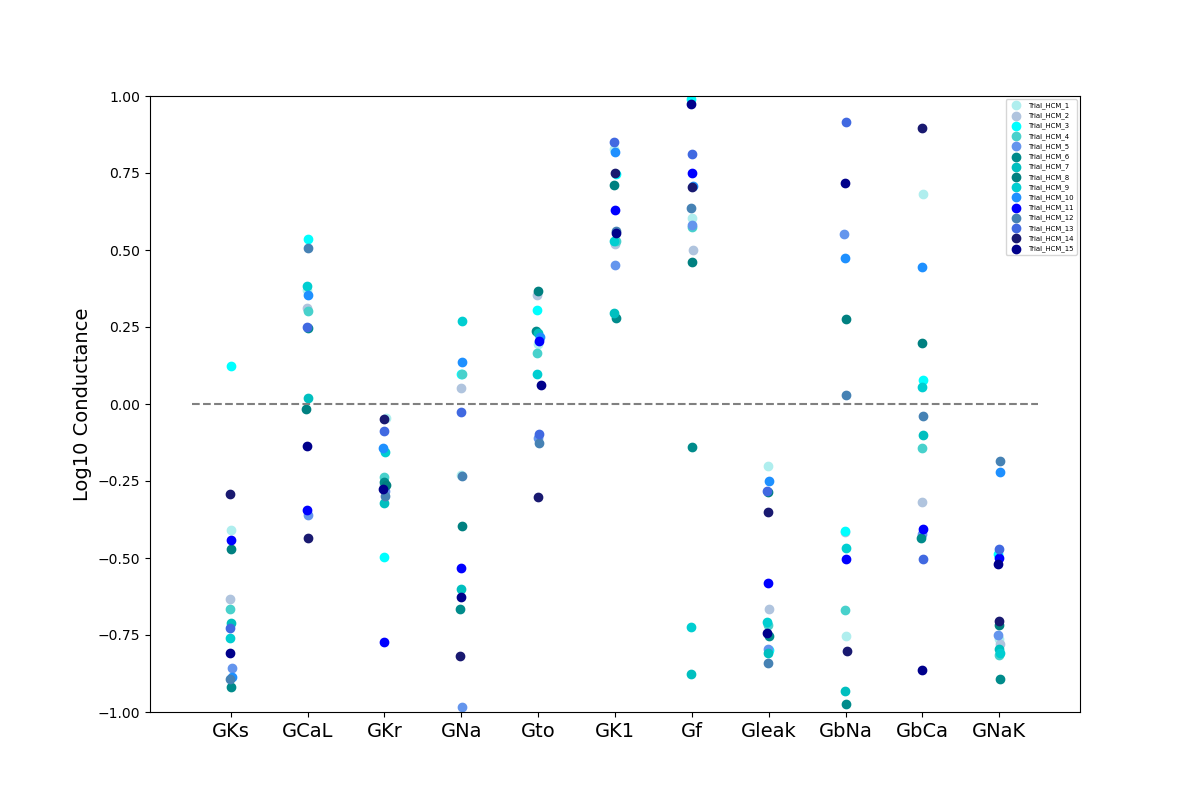 Log10 Conductance
1.00
0.75
0.50
0.25
0.00
−0.25
−0.50
−0.75
−1.00
GKs GCaL GKr GNa Gto GK1 Gf Gleak GbNa GbCa GNaK
Trial_HCM_1
Trial_HCM_2
Trial_HCM_3
Trial_HCM_4
Trial_HCM_5
Trial_HCM_6
Trial_HCM_7
Trial_HCM_8
Trial_HCM_9
Trial_HCM_10
Trial_HCM_11
Trial_HCM_12
Trial_HCM_13
Trial_HCM_14
Trial_HCM_15